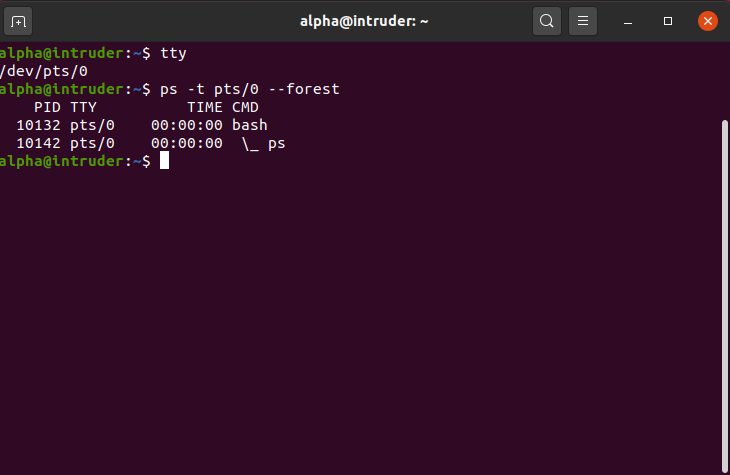 alpha@intruder: ~
alpha@intruder:~$ tty
/dev/pts/0
alpha@intruder:~$ ps -t pts/0 --forest
    PID TTY          TIME CMD
  10132 pts/0    00:00:00 bash
  10142 pts/0    00:00:00  \_ ps
alpha@intruder:~$